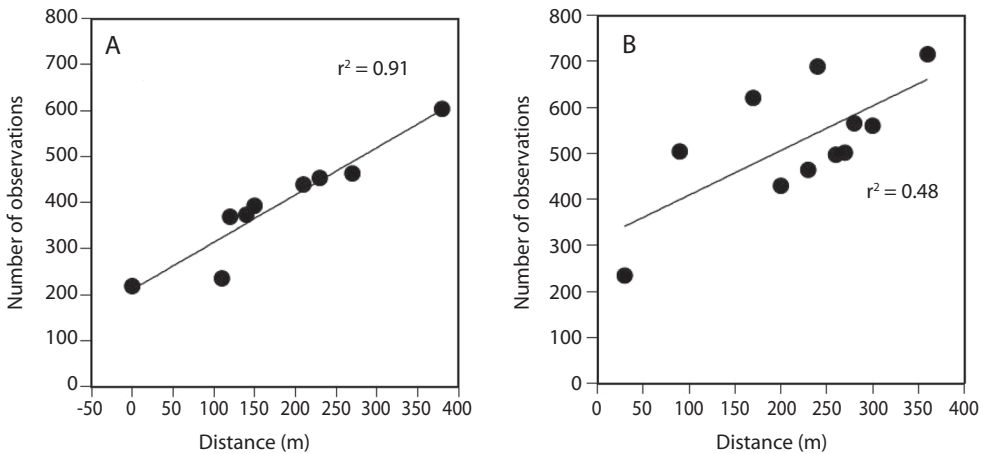 A
r² = 0.91
Number of observations
800
700
600
500
400
300
200
100
0
-50 0 50 100 150 200 250 300 350 400
Distance (m)
B
r² = 0.48
Number of observations
800
700
600
500
400
300
200
100
0
0 50 100 150 200 250 300 350 400
Distance (m)